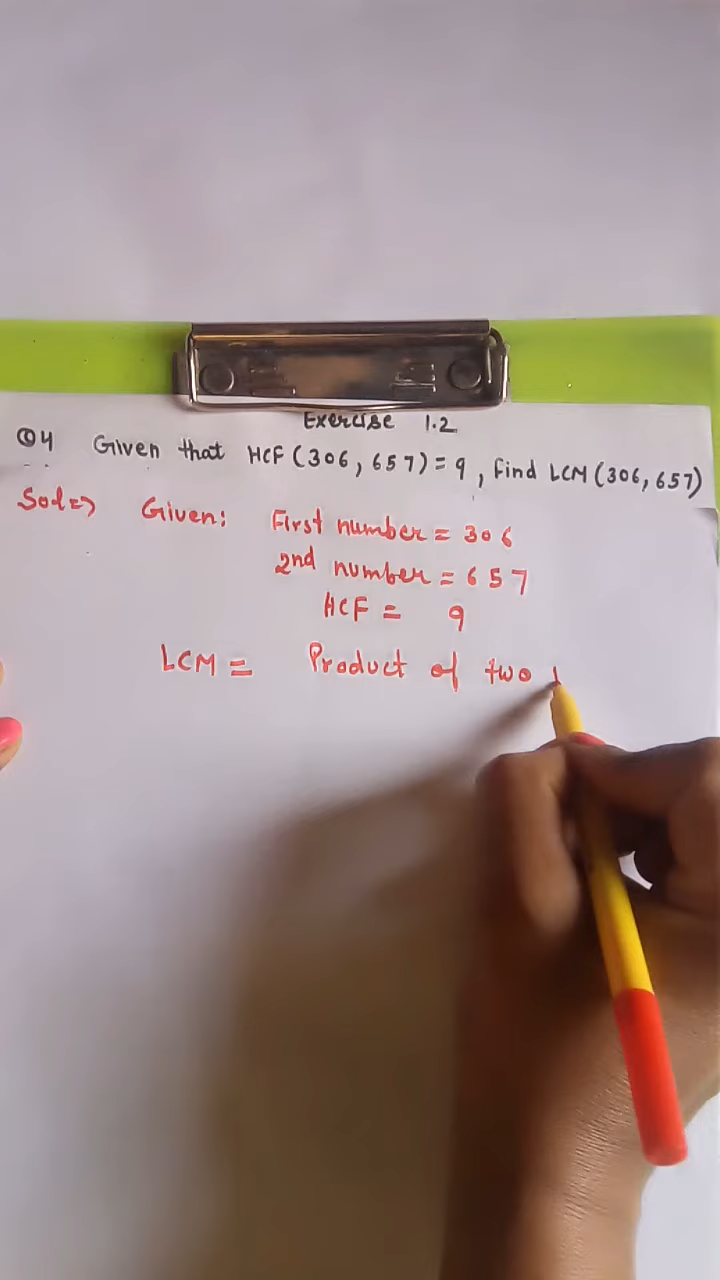 Exercise 1.2
Q4 Given that HCF (306, 657) = 9, find LCM (306, 657)
Sol => Given: First number = 306
2nd number = 657
HCF = 9
LCM = Product of two